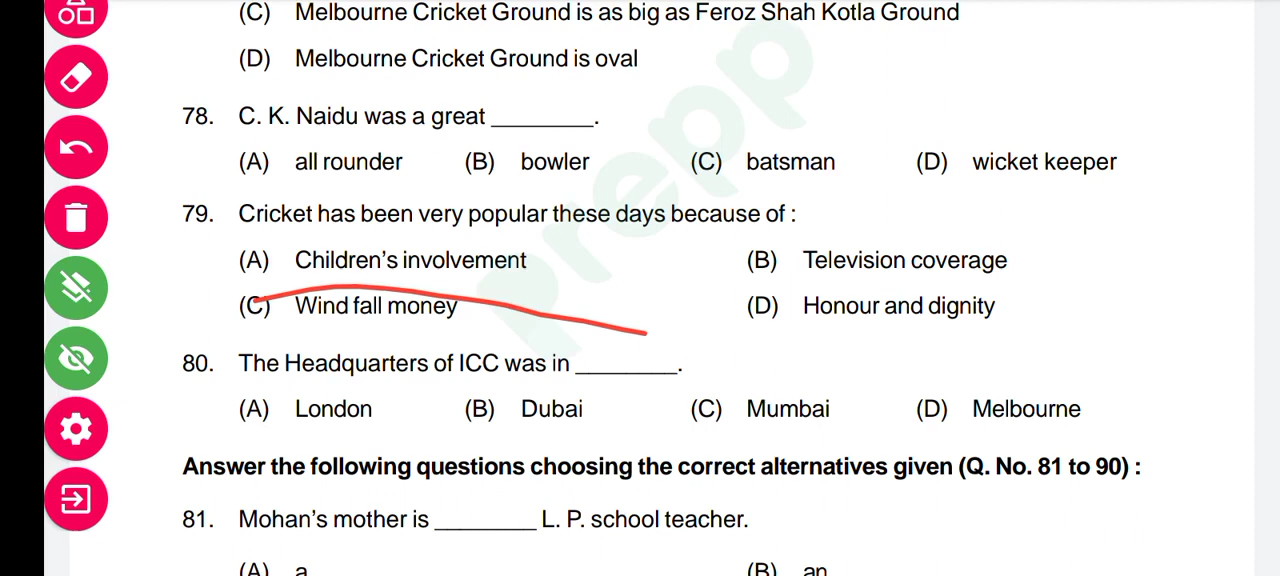 (C) Melbourne Cricket Ground is as big as Feroz Shah Kotla Ground
(D) Melbourne Cricket Ground is oval
78. C. K. Naidu was a great ________.
(A) all rounder (B) bowler (C) batsman (D) wicket keeper
79. Cricket has been very popular these days because of :
(A) Children's involvement (B) Television coverage
(C) Wind fall money (D) Honour and dignity
80. The Headquarters of ICC was in ________.
(A) London (B) Dubai (C) Mumbai (D) Melbourne
Answer the following questions choosing the correct alternatives given (Q. No. 81 to 90) :
81. Mohan's mother is ________ L. P. school teacher.
(A) a (B) an
prepp